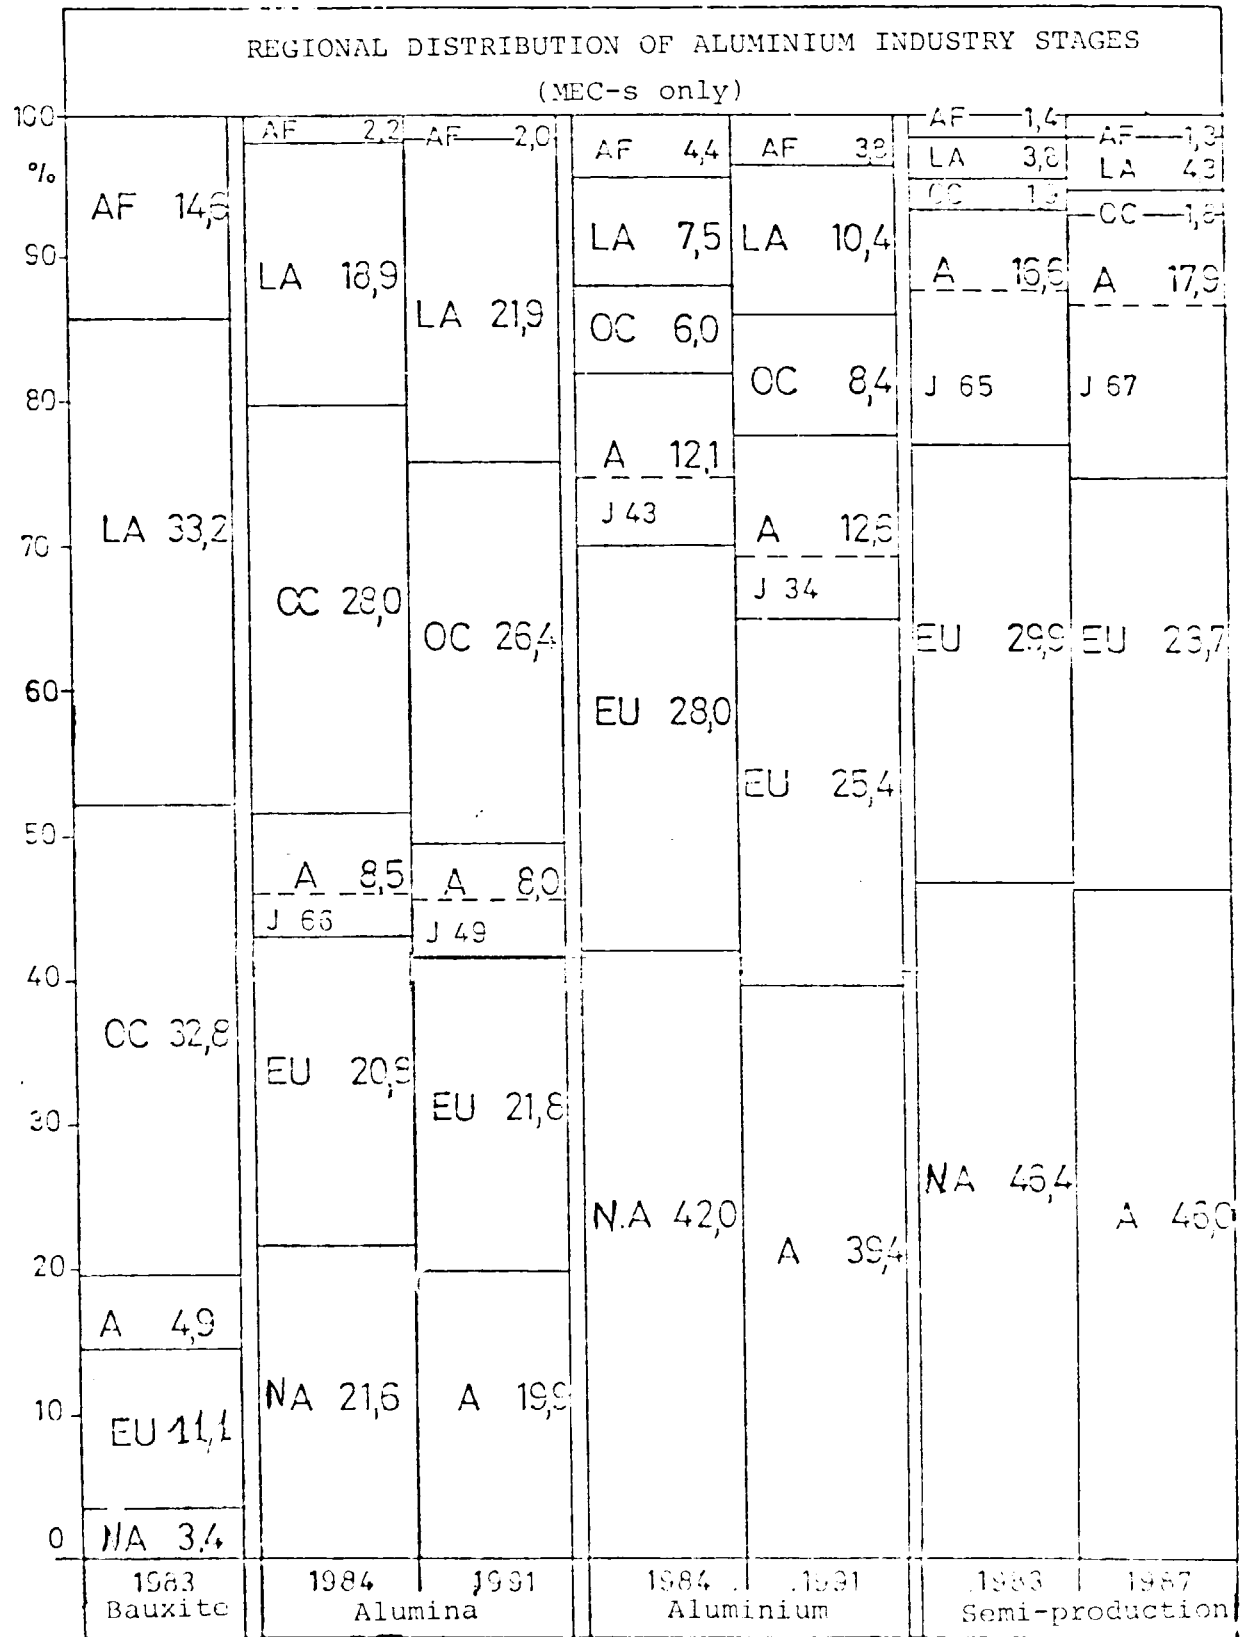 REGIONAL DISTRIBUTION OF ALUMINIUM INDUSTRY STAGES
(MEC-s only)
100
%
90
80
70
60
50
40
30
20
10
0
AF 14,6
LA 33,2
OC 32,8
A 4,9
EU 11,1
NA 3,4
1983
Bauxite
AF 2,2
LA 18,9
OC 28,0
A 8,5
J 66
EU 20,8
NA 21,6
1984
AF 2,0
LA 21,9
OC 26,4
A 8,0
J 49
EU 21,8
A 19,9
1991
Alumina
AF 4,4
LA 7,5
OC 6,0
A 12,1
J 43
EU 28,0
N.A 42,0
1984
AF 3,8
LA 10,4
OC 8,4
A 12,6
J 34
EU 25,4
A 39,4
1991
Aluminium
AF 1,4
LA 3,8
OC 1,9
A 16,6
J 65
EU 29,9
NA 46,4
1983
AF 1,3
LA 4,3
OC 1,8
A 17,9
J 67
EU
A 46,0
1987
Semi-production